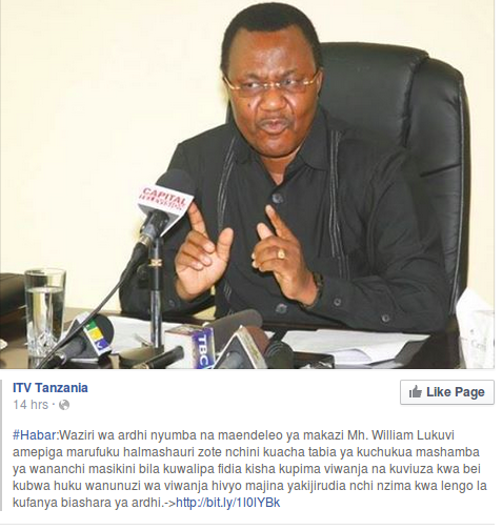 CAPITAL
TBC
ITV Tanzania
Like Page
14 hrs ·
#Habar:Waziri wa ardhi nyumba na maendeleo ya makazi Mh. William Lukuvi
amepiga marufuku halmashauri zote nchini kuacha tabia ya kuchukua mashamba
ya wananchi masikini bila kuwalipa fidia kisha kupima viwanja na kuviuza kwa bei
kubwa huku wanunuzi wa viwanja hivyo majina yakijirudia nchi nzima kwa lengo la
kufanya biashara ya ardhi.->http://bit.ly/1I0IYBk